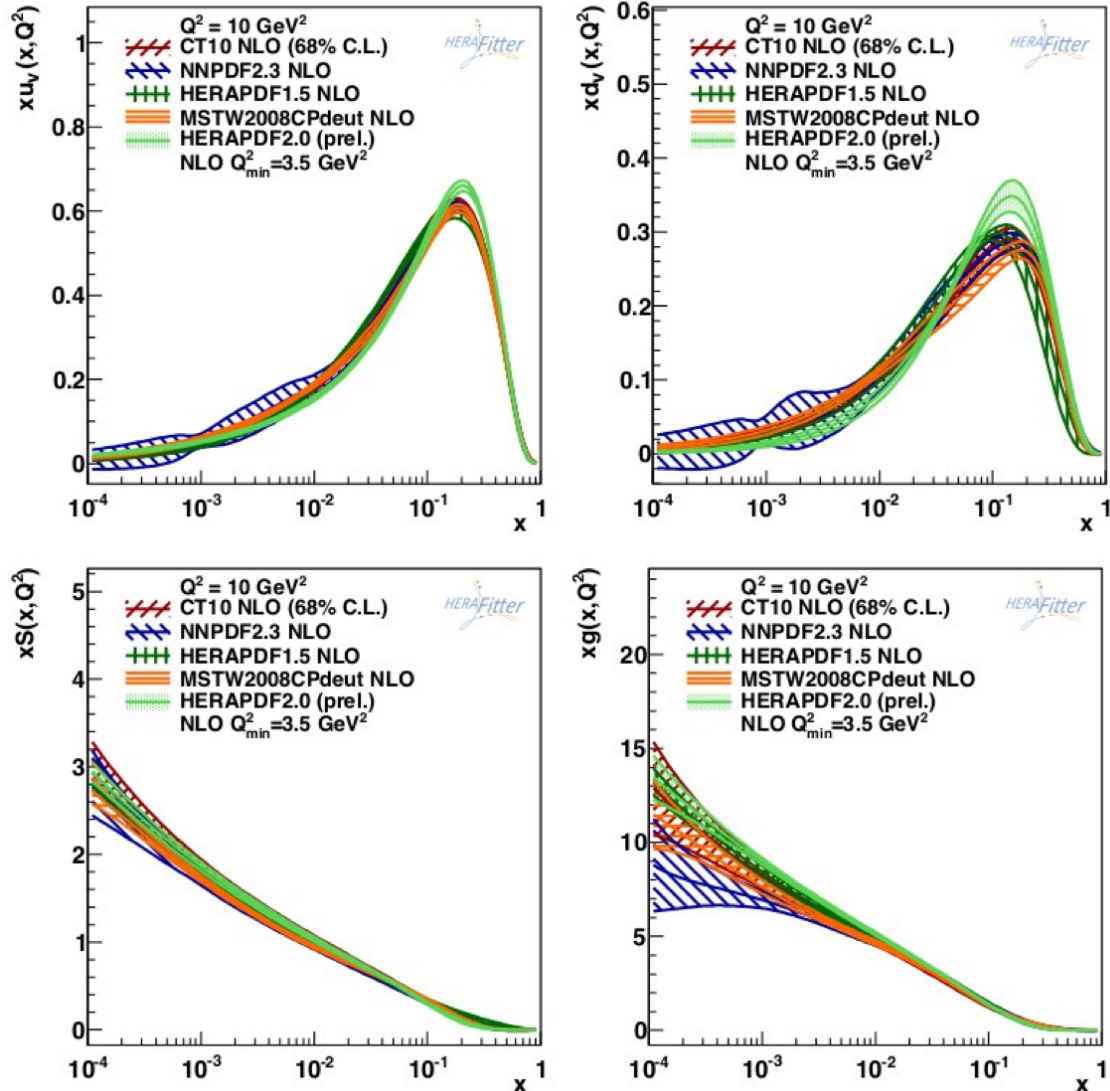 xu_v(x,Q²)
Q² = 10 GeV²
CT10 NLO (68% C.L.)
NNPDF2.3 NLO
HERAPDF1.5 NLO
MSTW2008CPdeut NLO
HERAPDF2.0 (prel.)
NLO Q²_min=3.5 GeV²
HERAFitter
1
0.8
0.6
0.4
0.2
0
10⁻⁴ 10⁻³ 10⁻² 10⁻¹ 1
x
xd_v(x,Q²)
Q² = 10 GeV²
CT10 NLO (68% C.L.)
NNPDF2.3 NLO
HERAPDF1.5 NLO
MSTW2008CPdeut NLO
HERAPDF2.0 (prel.)
NLO Q²_min=3.5 GeV²
HERAFitter
0.6
0.5
0.4
0.3
0.2
0.1
0
10⁻⁴ 10⁻³ 10⁻² 10⁻¹ 1
x
xS(x,Q²)
Q² = 10 GeV²
CT10 NLO (68% C.L.)
NNPDF2.3 NLO
HERAPDF1.5 NLO
MSTW2008CPdeut NLO
HERAPDF2.0 (prel.)
NLO Q²_min=3.5 GeV²
HERAFitter
5
4
3
2
1
0
10⁻⁴ 10⁻³ 10⁻² 10⁻¹ 1
x
xg(x,Q²)
Q² = 10 GeV²
CT10 NLO (68% C.L.)
NNPDF2.3 NLO
HERAPDF1.5 NLO
MSTW2008CPdeut NLO
HERAPDF2.0 (prel.)
NLO Q²_min=3.5 GeV²
HERAFitter
20
15
10
5
0
10⁻⁴ 10⁻³ 10⁻² 10⁻¹ 1
x